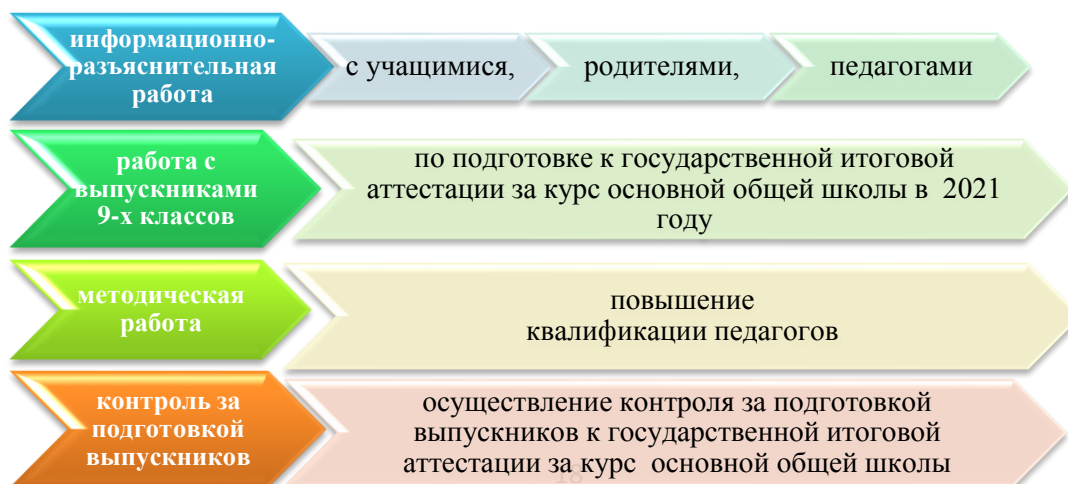 информационно-
разъяснительная
работа
с учащимися,
родителями,
педагогами
работа с
выпускниками
9-х классов
по подготовке к государственной итоговой
аттестации за курс основной общей школы в 2021
году
методическая
работа
повышение
квалификации педагогов
контроль за
подготовкой
выпускников
осуществление контроля за подготовкой
выпускников к государственной итоговой
аттестации за курс основной общей школы
18